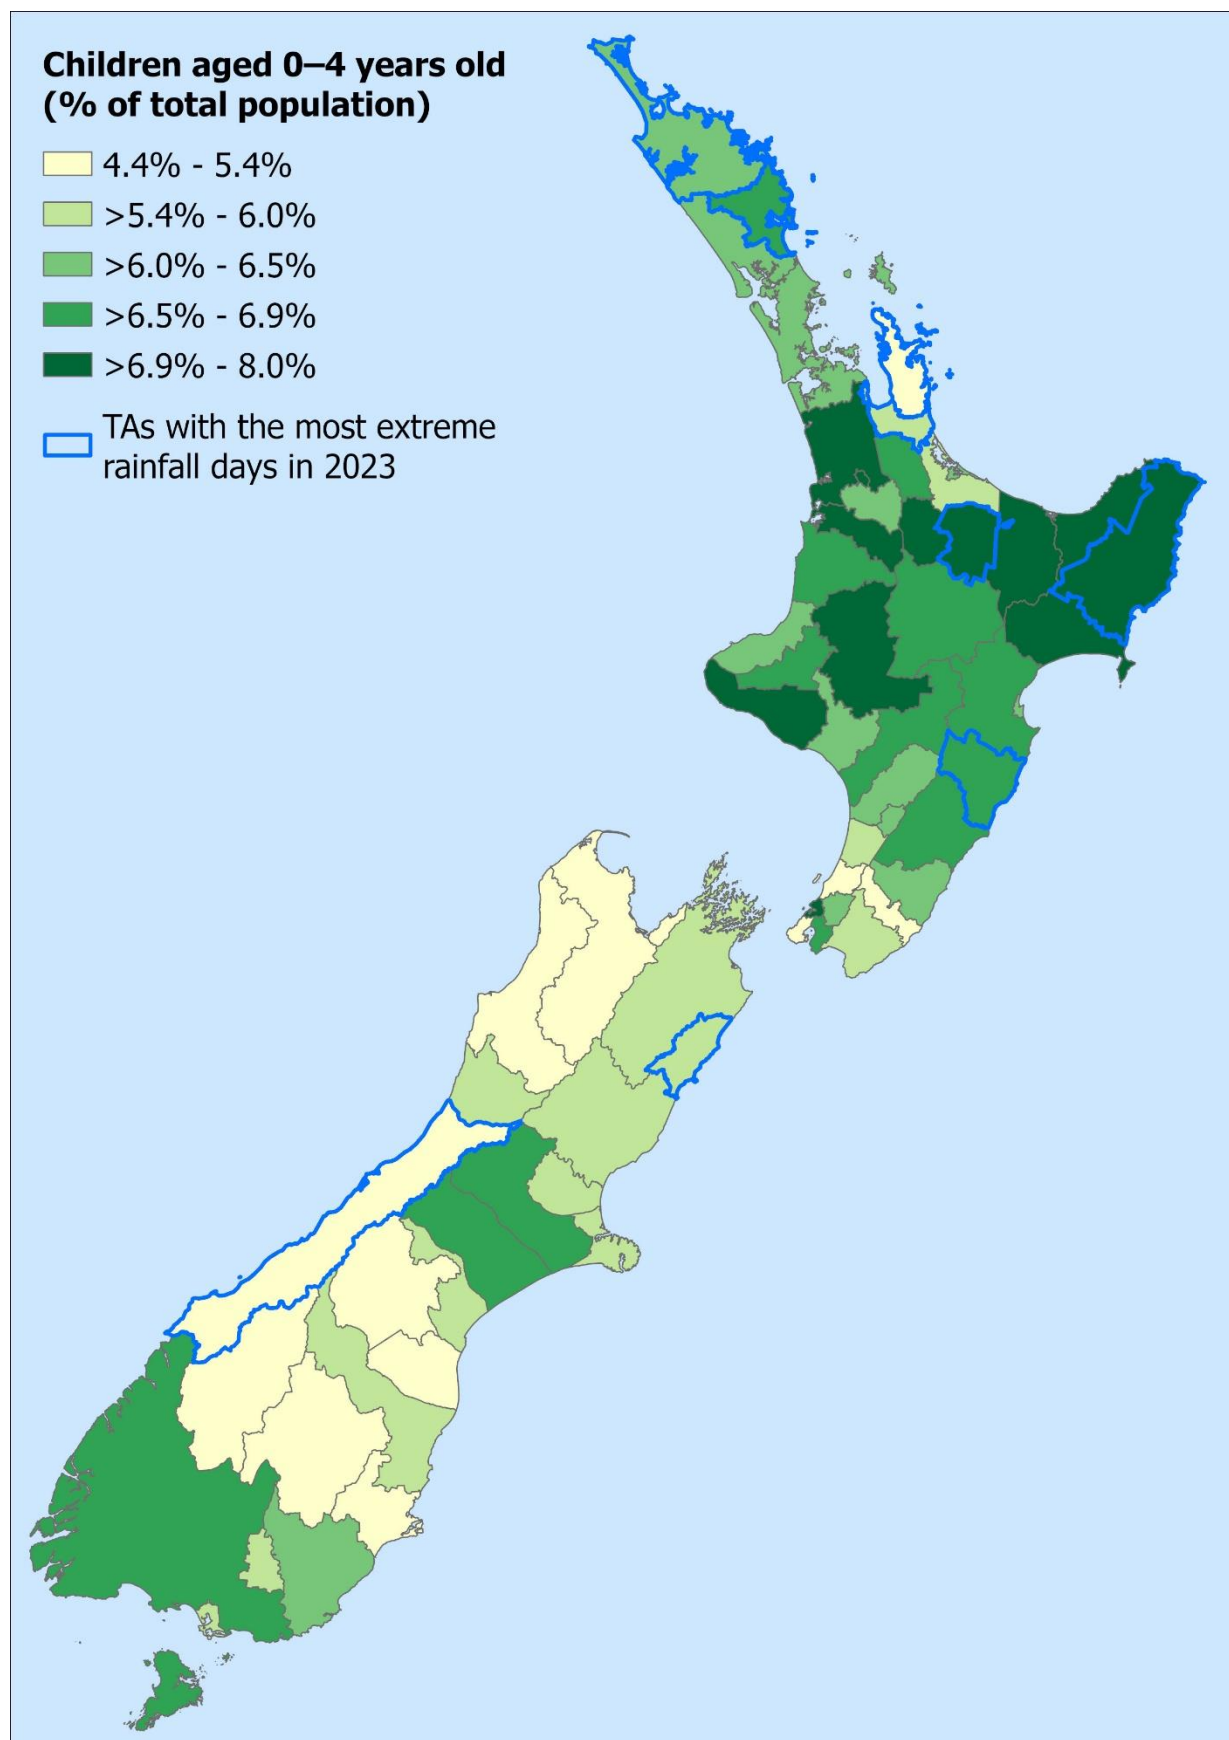 Children aged 0–4 years old
(% of total population)
4.4% - 5.4%
>5.4% - 6.0%
>6.0% - 6.5%
>6.5% - 6.9%
>6.9% - 8.0%
TAs with the most extreme
rainfall days in 2023